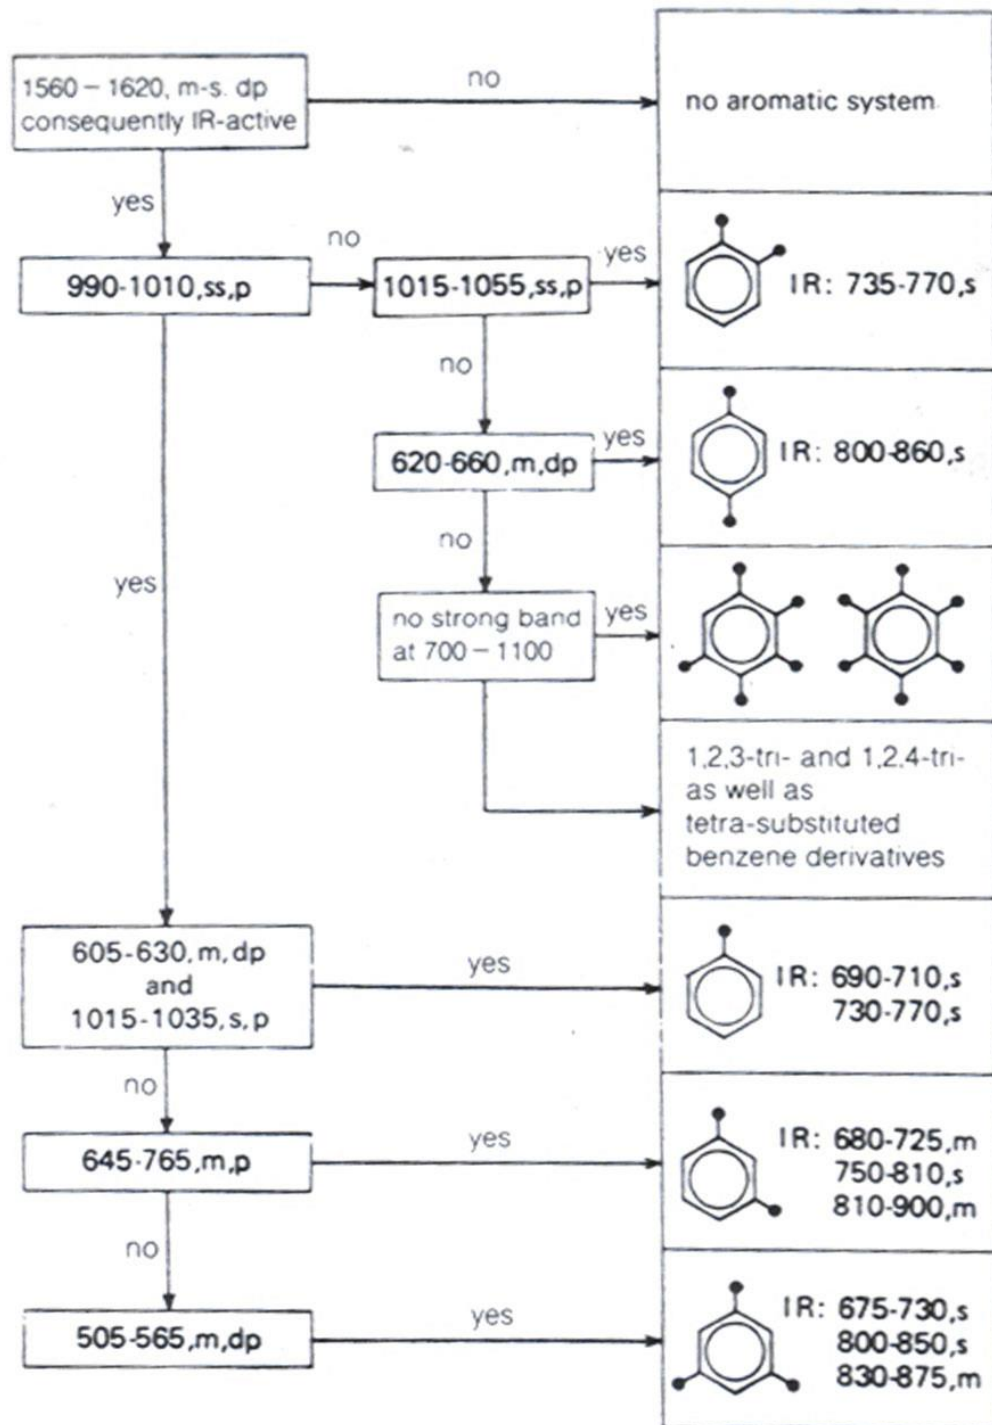 1560 – 1620, m-s. dp
consequently IR-active
no
no aromatic system
yes
990-1010,ss,p
no
1015-1055,ss,p
yes
IR: 735-770,s
no
620-660,m,dp
yes
IR: 800-860,s
no
yes
no strong band
at 700 – 1100
yes
1,2,3-tri- and 1,2,4-tri-
as well as
tetra-substituted
benzene derivatives
605-630,m,dp
and
1015-1035,s,p
yes
IR: 690-710,s
730-770,s
no
645-765,m,p
yes
IR: 680-725,m
750-810,s
810-900,m
no
505-565,m,dp
yes
IR: 675-730,s
800-850,s
830-875,m